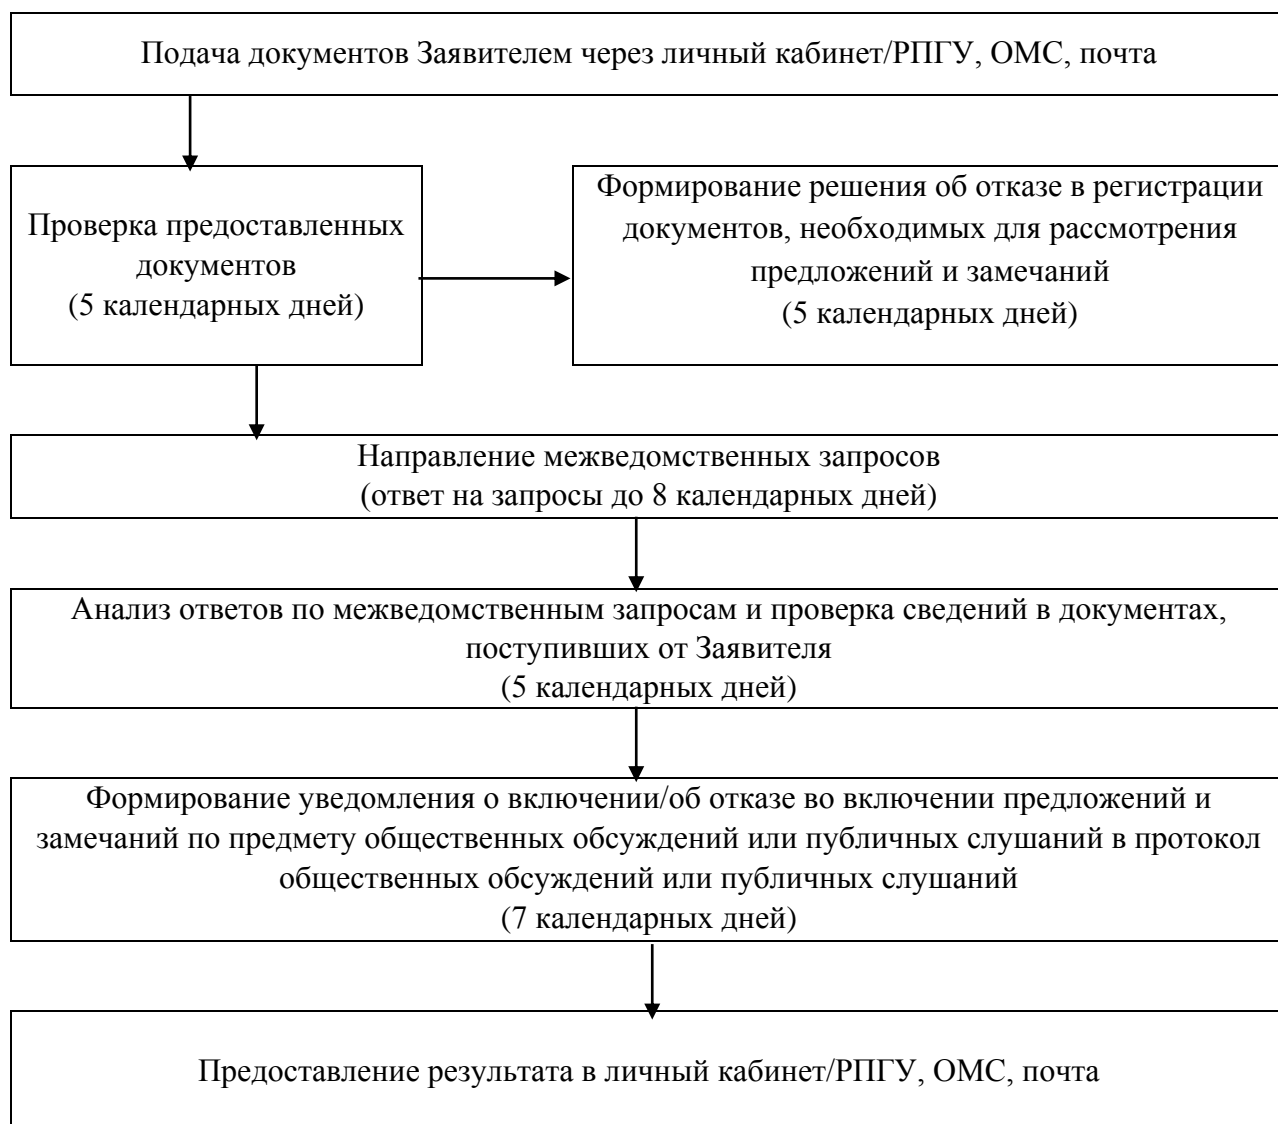 Подача документов Заявителем через личный кабинет/РПГУ, ОМС, почта
Проверка предоставленных
документов
(5 календарных дней)
Формирование решения об отказе в регистрации
документов, необходимых для рассмотрения
предложений и замечаний
(5 календарных дней)
Направление межведомственных запросов
(ответ на запросы до 8 календарных дней)
Анализ ответов по межведомственным запросам и проверка сведений в документах,
поступивших от Заявителя
(5 календарных дней)
Формирование уведомления о включении/об отказе во включении предложений и
замечаний по предмету общественных обсуждений или публичных слушаний в протокол
общественных обсуждений или публичных слушаний
(7 календарных дней)
Предоставление результата в личный кабинет/РПГУ, ОМС, почта